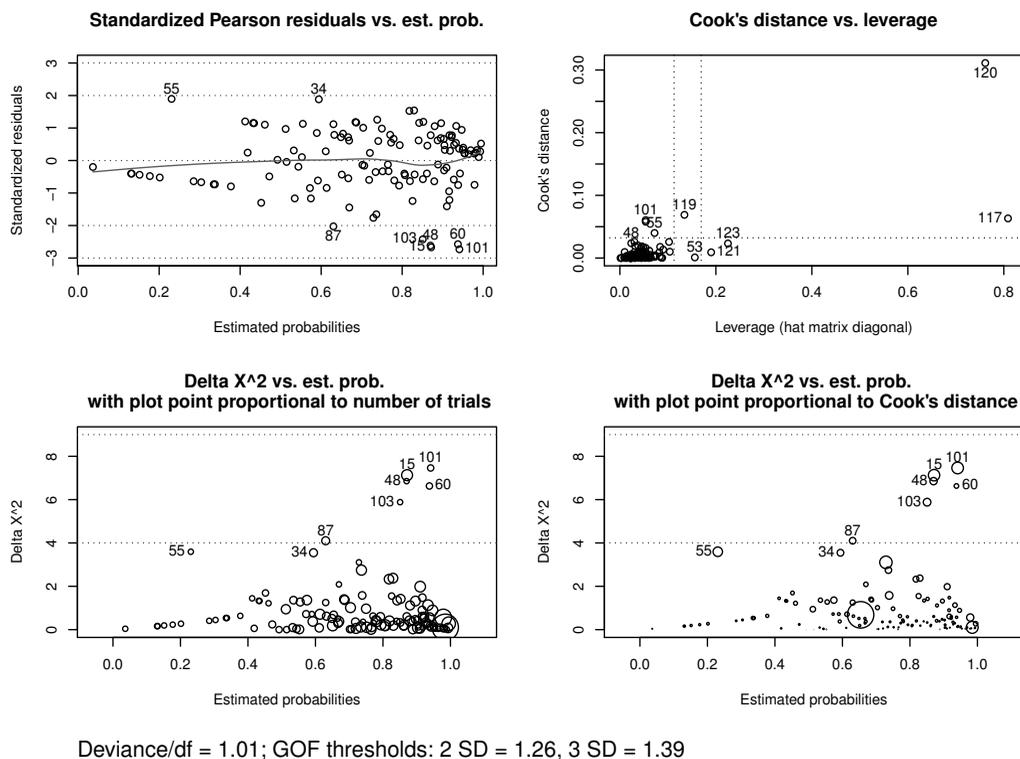 Standardized Pearson residuals vs. est. prob.
Standardized residuals
3
2
1
0
−1
−2
−3
55
34
87
103
48
15
60
101
0.0 0.2 0.4 0.6 0.8 1.0
Estimated probabilities
Cook's distance vs. leverage
Cook's distance
0.30
0.20
0.10
0.00
120
117
119
101
55
48
123
53
121
0.0 0.2 0.4 0.6 0.8
Leverage (hat matrix diagonal)
Delta X^2 vs. est. prob.
with plot point proportional to number of trials
Delta X^2
8
6
4
2
0
101
15
48
60
103
87
55
34
0.0 0.2 0.4 0.6 0.8 1.0
Estimated probabilities
Delta X^2 vs. est. prob.
with plot point proportional to Cook's distance
Delta X^2
8
6
4
2
0
101
15
48
60
103
87
55
34
0.0 0.2 0.4 0.6 0.8 1.0
Estimated probabilities
Deviance/df = 1.01; GOF thresholds: 2 SD = 1.26, 3 SD = 1.39